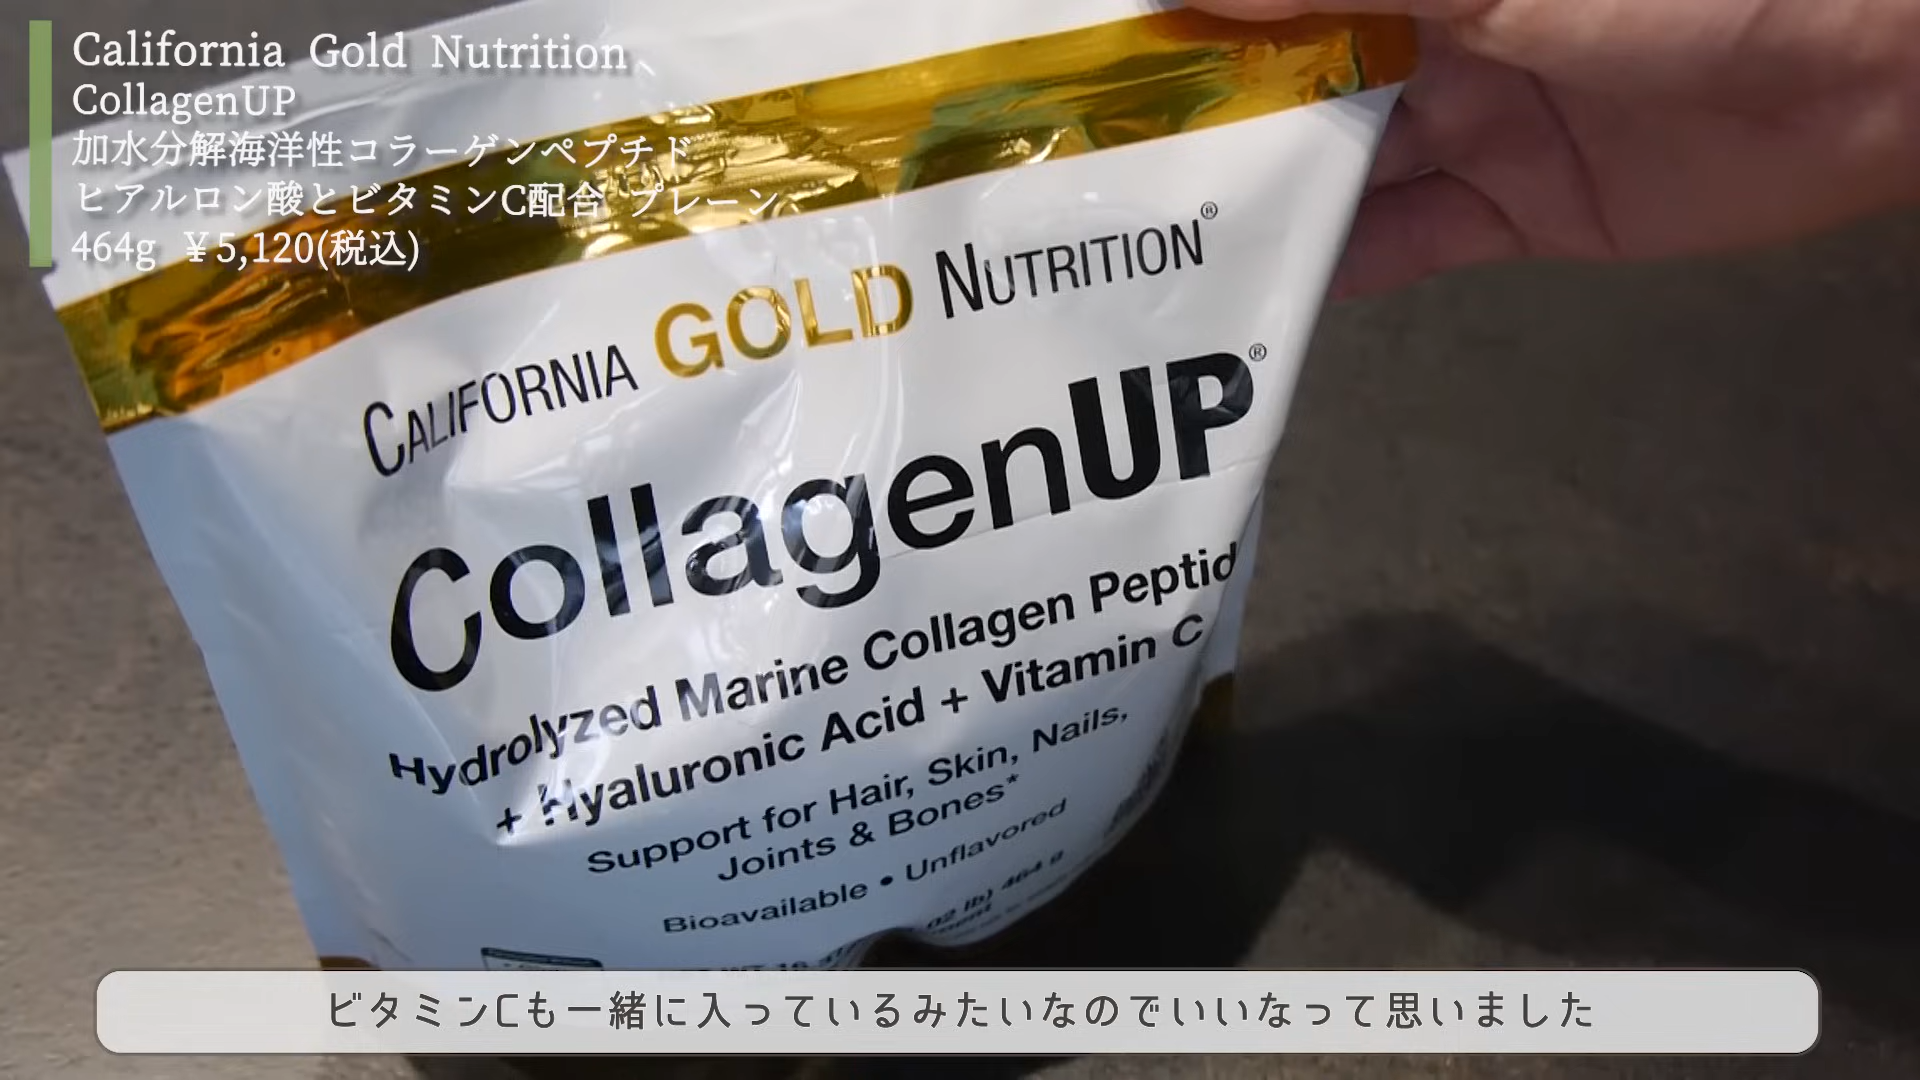 California Gold Nutrition
CollagenUP
加水分解海洋性コラーゲンペプチド
ヒアルロン酸とビタミンC配合 プレーン、
464g ￥5,120(税込)
CALIFORNIA GOLD NUTRITION®
CollagenUP®
Hydrolyzed Marine Collagen Peptid
+ Hyaluronic Acid + Vitamin C
Support for Hair, Skin, Nails,
Joints & Bones*
Bioavailable • Unflavored
02 lb) 464 g
ビタミンCも一緒に入っているみたいなのでいいなって思いました